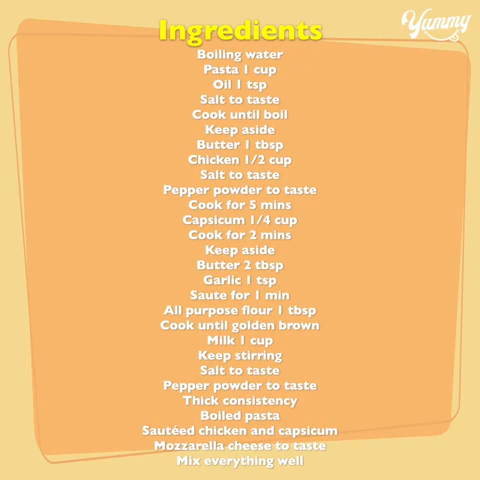 Ingredients
Yummy
Boiling water
Pasta 1 cup
Oil 1 tsp
Salt to taste
Cook until boil
Keep aside
Butter 1 tbsp
Chicken 1/2 cup
Salt to taste
Pepper powder to taste
Cook for 5 mins
Capsicum 1/4 cup
Cook for 2 mins
Keep aside
Butter 2 tbsp
Garlic 1 tsp
Saute for 1 min
All purpose flour 1 tbsp
Cook until golden brown
Milk 1 cup
Keep stirring
Salt to taste
Pepper powder to taste
Thick consistency
Boiled pasta
Sautéed chicken and capsicum
Mozzarella cheese to taste
Mix everything well